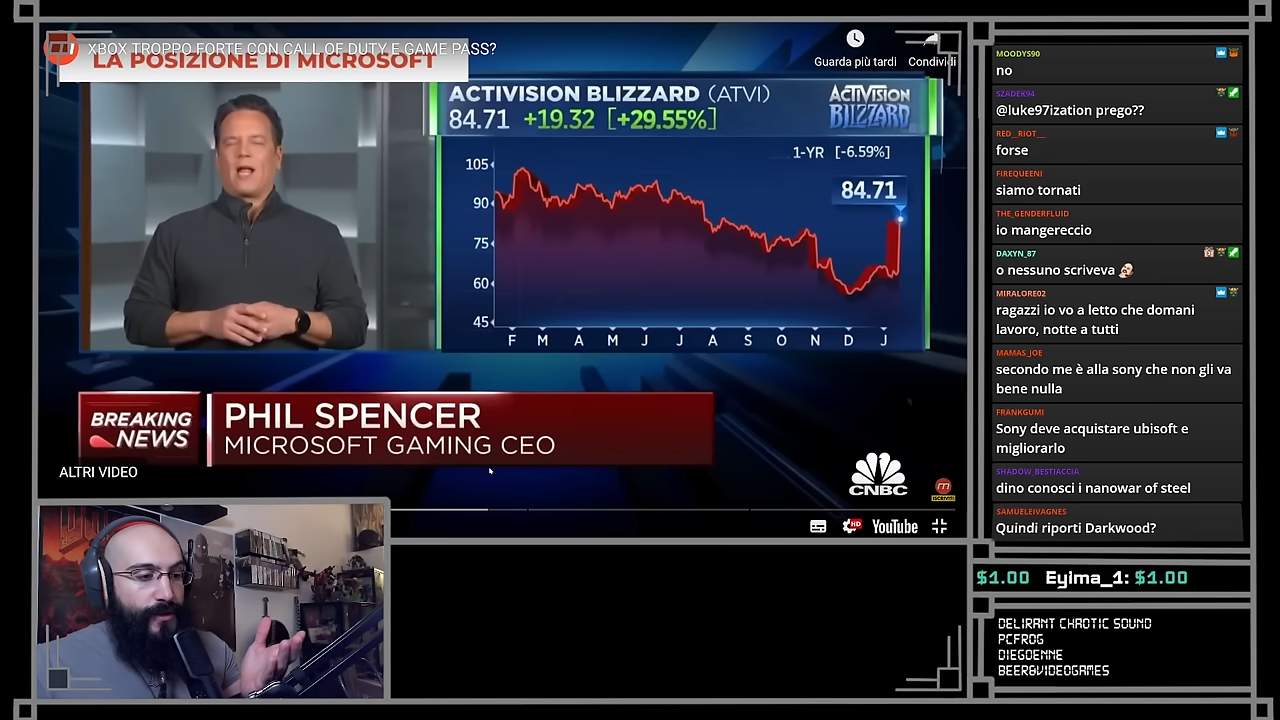 XBOX TROPPO FORTE CON CALL OF DUTY E GAME PASS?
LA POSIZIONE DI MICROSOFT
Guarda più tardi
Condividi
ACTIVISION BLIZZARD (ATVI)
84.71 +19.32 [+29.55%]
ACTIVISION
BLIZZARD
1-YR [-6.59%]
84.71
105
90
75
60
45
F M A M J J A S O N D J
BREAKING
NEWS
PHIL SPENCER
MICROSOFT GAMING CEO
ALTRI VIDEO
CNBC
ISCRIVITI
HD
YouTube
MOODYS90
no
SZADEK94
@luke97ization prego??
RED__RIOT__
forse
FIREQUEENI
siamo tornati
THE_GENDERFLUID
io mangereccio
DAXYN_87
o nessuno scriveva
MIRALORE02
ragazzi io vo a letto che domani
lavoro, notte a tutti
MAMAS_JOE
secondo me è alla sony che non gli va
bene nulla
FRANKGUMI
Sony deve acquistare ubisoft e
migliorarlo
SHADOW_BESTIACCIA
dino conosci i nanowar of steel
SAMUELEIVAGNES
Quindi riporti Darkwood?
$1.00 Eyima_1: $1.00
DELIRANT CHAOTIC SOUND
PCFROG
DIEGOENNE
BEER&VIDEOGAMES